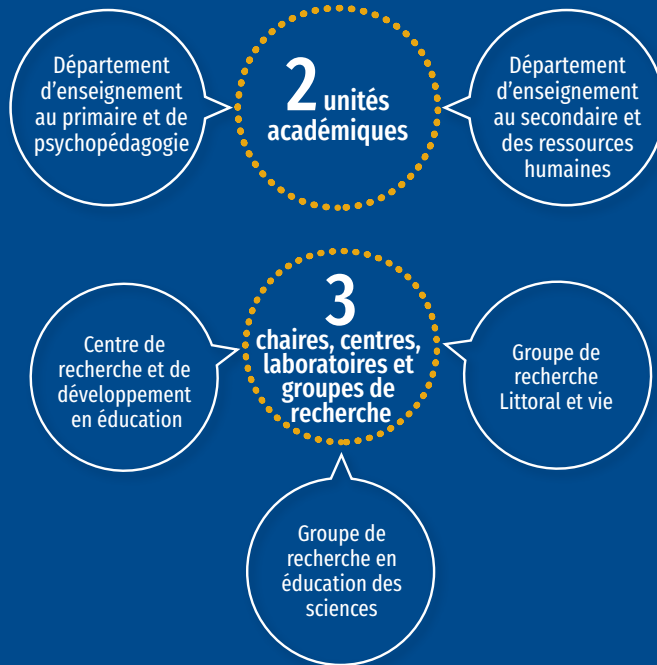 Département
d'enseignement
au primaire et de
psychopédagogie
2 unités
académiques
Département
d'enseignement
au secondaire et
des ressources
humaines
3
chaires, centres,
laboratoires et
groupes de
recherche
Centre de
recherche et de
développement
en éducation
Groupe de
recherche
Littoral et vie
Groupe de
recherche en
éducation des
sciences